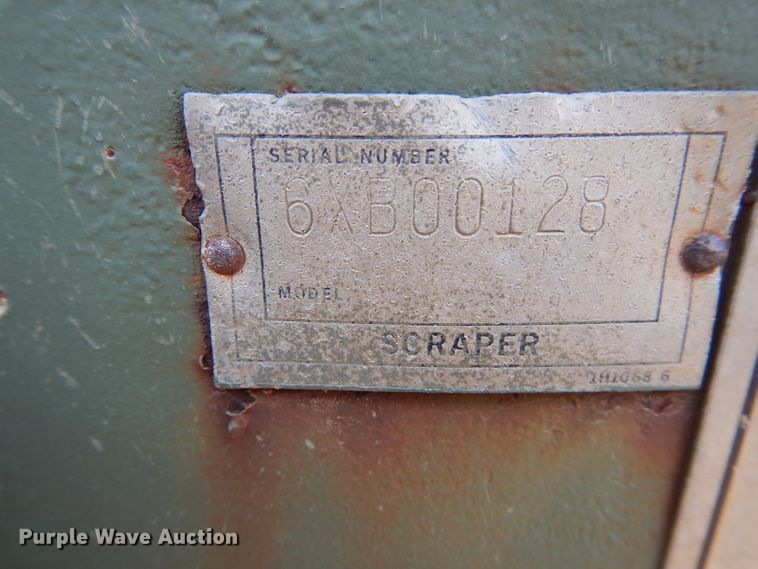 SERIAL NUMBER
6XB00128
MODEL
SCRAPER
1H1068 6
Purple Wave Auction